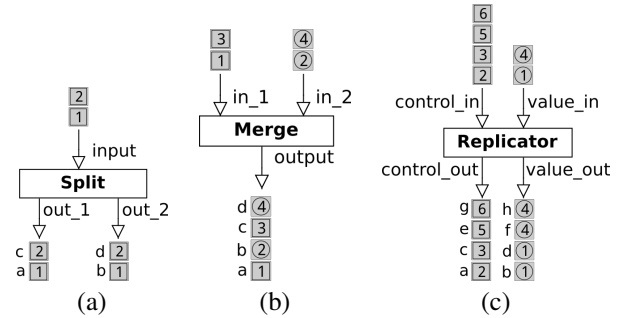 2
1
input
Split
out_1 out_2
c 2 d 2
a 1 b 1
(a)
3 4
1 2
in_1 in_2
Merge
output
d 4
c 3
b 2
a 1
(b)
6
5
3 4
2 1
control_in value_in
Replicator
control_out value_out
g 6 h 4
e 5 f 4
c 3 d 1
a 2 b 1
(c)